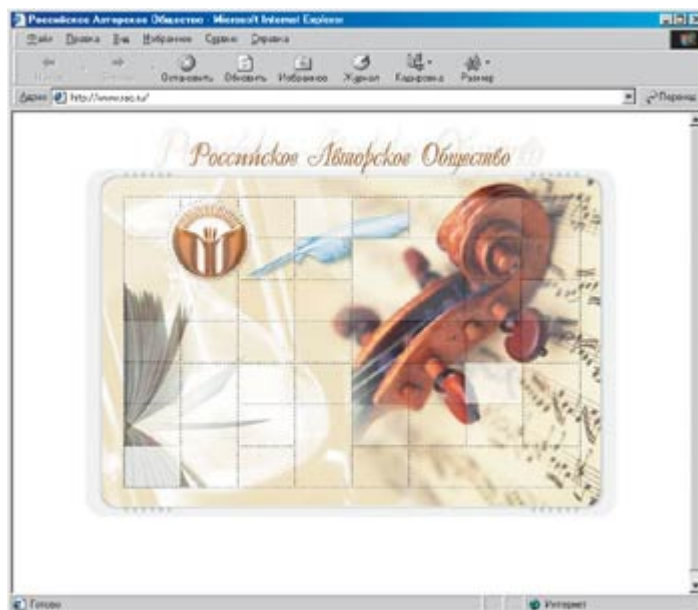 Российское Авторское Общество - Microsoft Internet Explorer
Файл Правка Вид Избранное Сервис Справка
Остановить Обновить Избранное Журнал Кодировка Размер
Адрес http://www.rao.ru/ Переход
Российское Авторское Общество
Готово Интернет